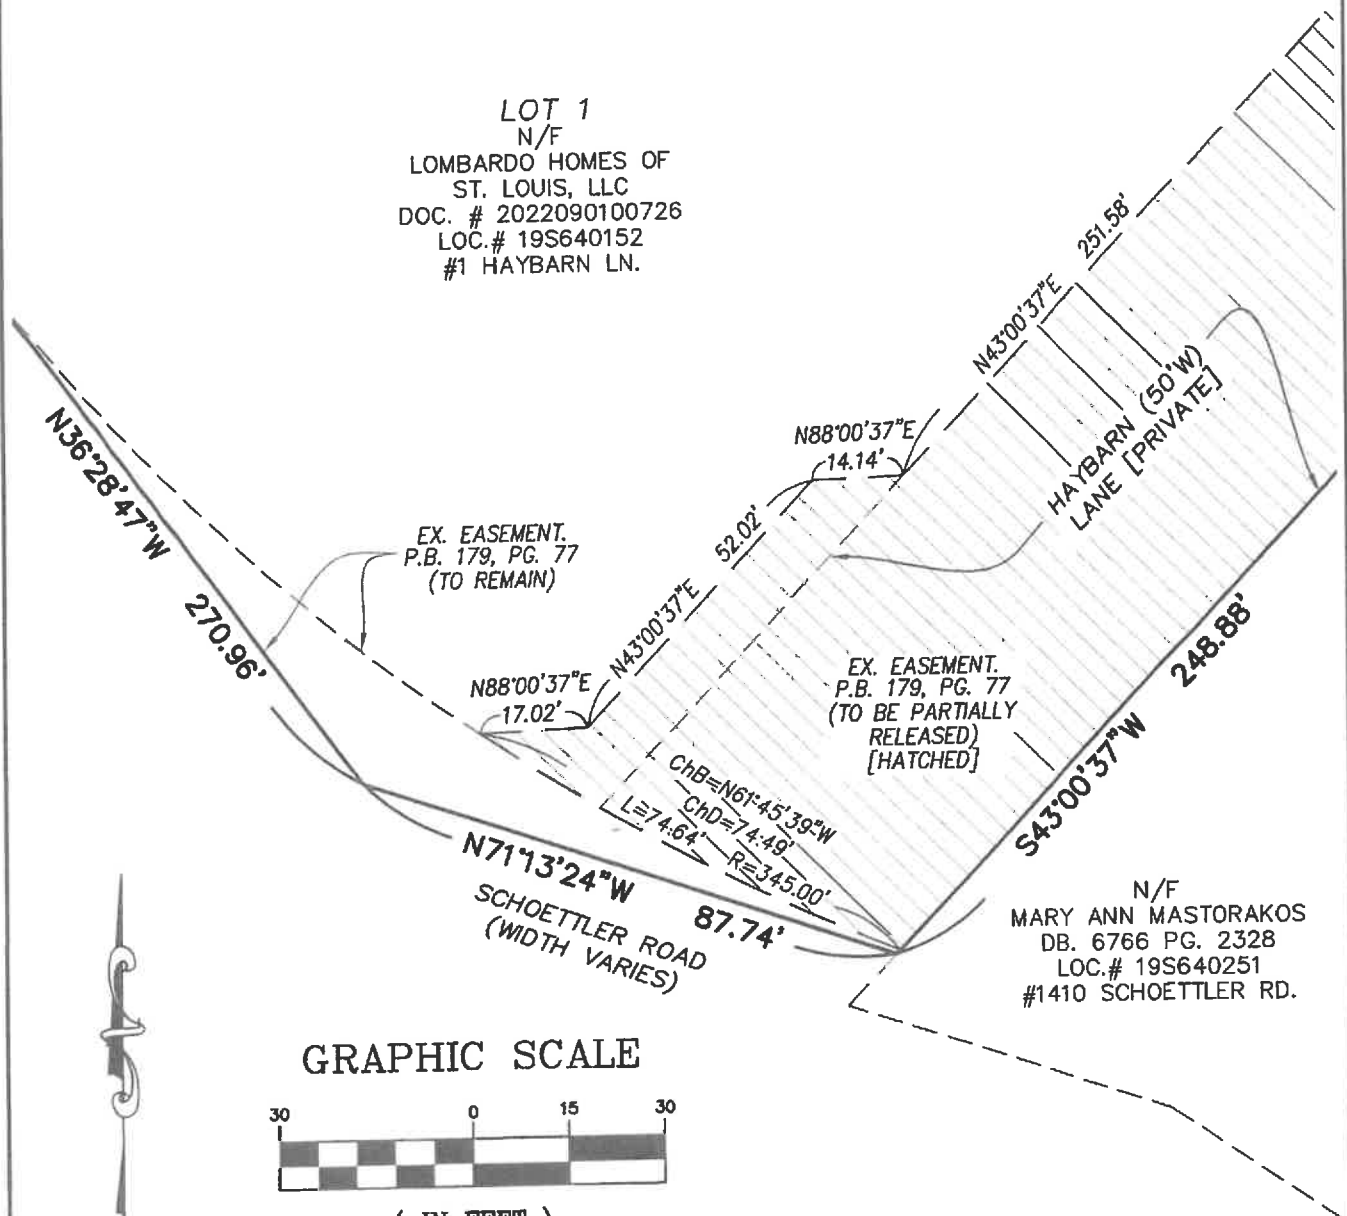 LOT 1
N/F
LOMBARDO HOMES OF
ST. LOUIS, LLC
DOC. # 2022090100726
LOC.# 19S640152
#1 HAYBARN LN.
251.58'
N43°00'37"E
HAYBARN (50'W)
LANE [PRIVATE]
N88°00'37"E
14.14'
52.02'
N43°00'37"E
N36°28'47"W
270.96'
EX. EASEMENT.
P.B. 179, PG. 77
(TO REMAIN)
N88°00'37"E
17.02'
EX. EASEMENT.
P.B. 179, PG. 77
(TO BE PARTIALLY
RELEASED)
[HATCHED]
248.88'
S43°00'37"W
ChB=N61°45'39"W
ChD=74.49'
L=74.64'
R=345.00'
N71°13'24"W
87.74'
SCHOETTLER ROAD
(WIDTH VARIES)
N/F
MARY ANN MASTORAKOS
DB. 6766 PG. 2328
LOC.# 19S640251
#1410 SCHOETTLER RD.
GRAPHIC SCALE
30 0 15 30
( IN FEET )